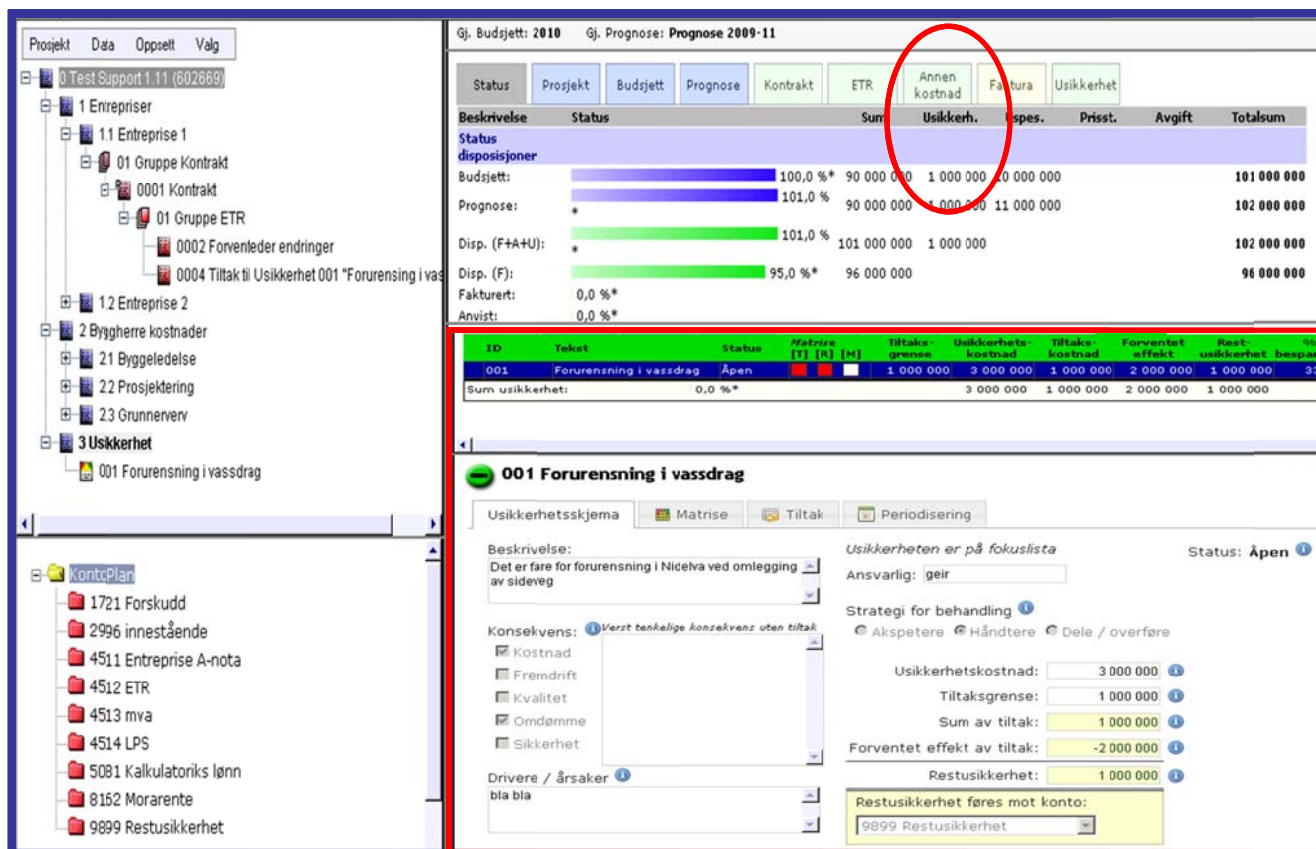 Prosjekt Data Oppsett Valg
0 Test Support 1.11 (602669)
1 Entrepriser
1.1 Entreprise 1
01 Gruppe Kontrakt
0001 Kontrakt
01 Gruppe ETR
0002 Forventeder endringer
0004 Tiltak til Usikkerhet 001 "Forurensing i vas
1.2 Entreprise 2
2 Byggherre kostnader
2.1 Byggeledelse
2.2 Prosjektering
2.3 Grunnerverv
3 Usikkerhet
001 Forurensning i vassdrag
KontoPlan
1721 Forskudd
2996 innestående
4511 Entreprise A-nota
4512 ETR
4513 mva
4514 LPS
5081 Kalkulatoriks lønn
8152 Morarente
9899 Restusikkerhet
Gj. Budsjett: 2010 Gj. Prognose: Prognose 2009-11
Status Prosjekt Budsjett Prognose Kontrakt ETR Annen kostnad Faktura Usikkerhet
Beskrivelse Status Sum Usikkerh. Uspes. Prisst. Avgift Totalsum
Status
disposisjoner
Budsjett: 100,0 %* 90 000 000 1 000 000 10 000 000 101 000 000
Prognose: * 101,0 % 90 000 000 1 000 000 11 000 000 102 000 000
Disp. (F+A+U): * 101,0 % 101 000 000 1 000 000 102 000 000
Disp. (F): 95,0 %* 96 000 000 96 000 000
Fakturert: 0,0 %*
Anvist: 0,0 %*
ID Tekst Status Matrise [T] [R] [M] Tiltaks-grense Usikkerhets-kostnad Tiltaks-kostnad Forventet effekt Rest-usikkerhet % bespar
001 Forurensning i vassdrag Åpen 1 000 000 3 000 000 1 000 000 2 000 000 1 000 000 33
Sum usikkerhet: 0,0 %* 3 000 000 1 000 000 2 000 000 1 000 000
001 Forurensning i vassdrag
Usikkerhetsskjema Matrise Tiltak Periodisering
Beskrivelse:
Det er fare for forurensning i Nidelva ved omlegging
av sideveg
Konsekvens: Verst tenkelige konsekvens uten tiltak
Kostnad
Fremdrift
Kvalitet
Omdømme
Sikkerhet
Drivere / årsaker
bla bla
Usikkerheten er på fokuslista Status: Åpen
Ansvarlig: geir
Strategi for behandling
Akspetere Håndtere Dele / overføre
Usikkerhetskostnad: 3 000 000
Tiltaksgrense: 1 000 000
Sum av tiltak: 1 000 000
Forventet effekt av tiltak: -2 000 000
Restusikkerhet: 1 000 000
Restusikkerhet føres mot konto:
9899 Restusikkerhet